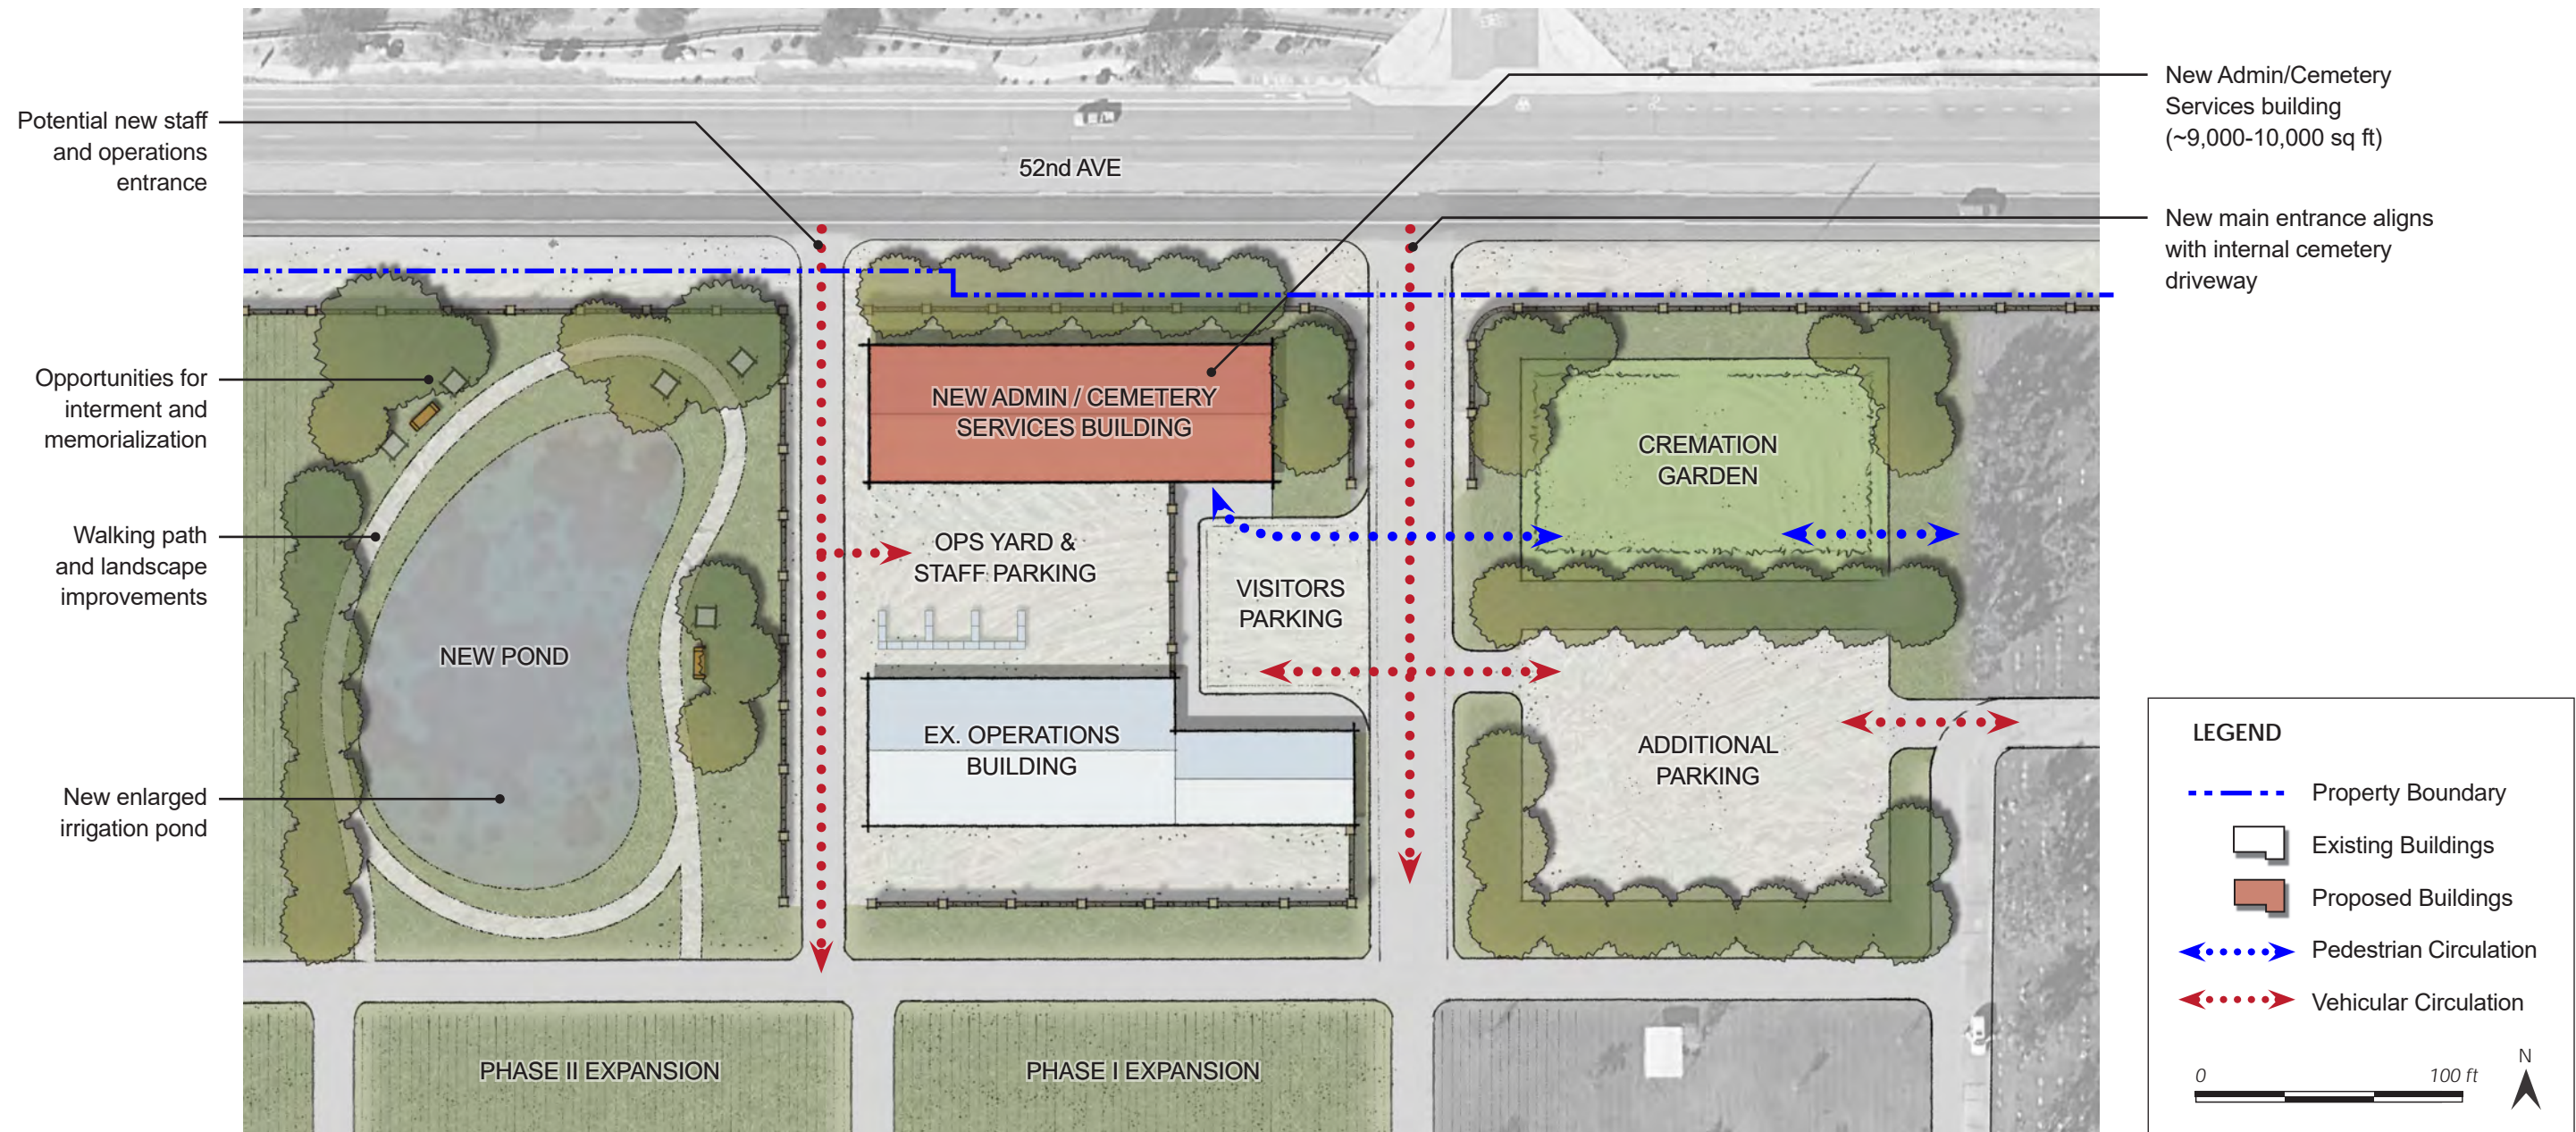 Potential new staff
and operations
entrance
Opportunities for
interment and
memorialization
Walking path
and landscape
improvements
New enlarged
irrigation pond
52nd AVE
NEW ADMIN / CEMETERY
SERVICES BUILDING
CREMATION
GARDEN
OPS YARD &
STAFF PARKING
VISITORS
PARKING
NEW POND
EX. OPERATIONS
BUILDING
ADDITIONAL
PARKING
PHASE II EXPANSION
PHASE I EXPANSION
New Admin/Cemetery
Services building
(~9,000-10,000 sq ft)
New main entrance aligns
with internal cemetery
driveway
LEGEND
Property Boundary
Existing Buildings
Proposed Buildings
Pedestrian Circulation
Vehicular Circulation
0 100 ft
N